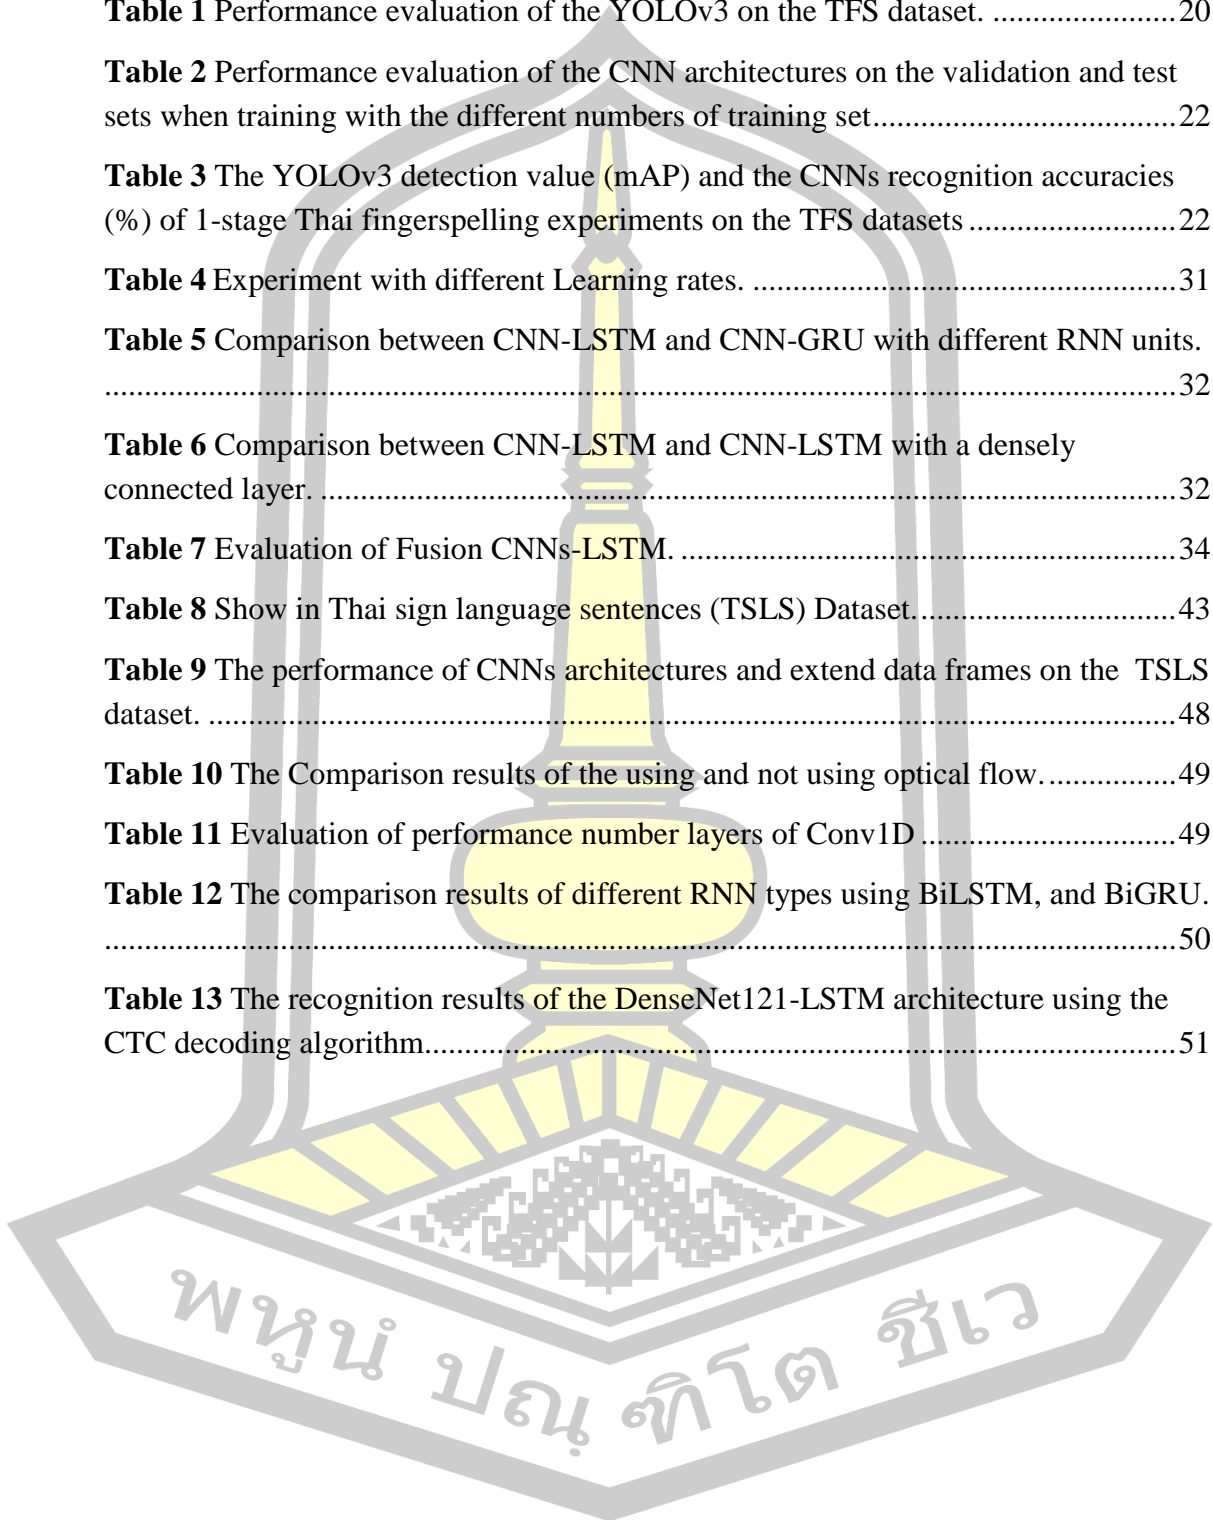 Table 1 Performance evaluation of the YOLOv3 on the TFS dataset. .......................20
Table 2 Performance evaluation of the CNN architectures on the validation and test
sets when training with the different numbers of training set......................................22
Table 3 The YOLOv3 detection value (mAP) and the CNNs recognition accuracies
(%) of 1-stage Thai fingerspelling experiments on the TFS datasets ..........................22
Table 4 Experiment with different Learning rates. .....................................................31
Table 5 Comparison between CNN-LSTM and CNN-GRU with different RNN units.
......................................................................................................................................32
Table 6 Comparison between CNN-LSTM and CNN-LSTM with a densely
connected layer. ...........................................................................................................32
Table 7 Evaluation of Fusion CNNs-LSTM. ..............................................................34
Table 8 Show in Thai sign language sentences (TSLS) Dataset.................................43
Table 9 The performance of CNNs architectures and extend data frames on the TSLS
dataset. .........................................................................................................................48
Table 10 The Comparison results of the using and not using optical flow.................49
Table 11 Evaluation of performance number layers of Conv1D ................................49
Table 12 The comparison results of different RNN types using BiLSTM, and BiGRU.
......................................................................................................................................50
Table 13 The recognition results of the DenseNet121-LSTM architecture using the
CTC decoding algorithm..............................................................................................51
พหูนํ ปณฺฑิโต ชีเว